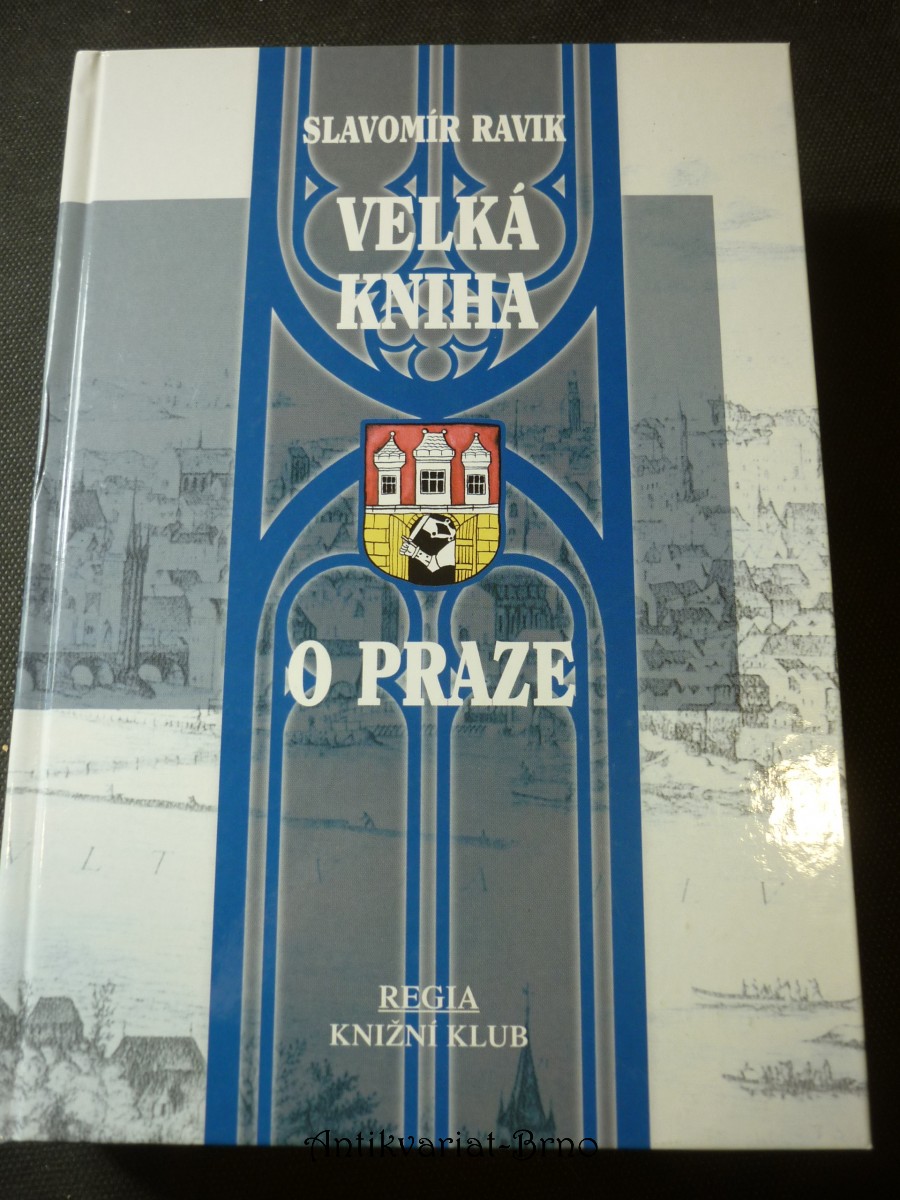 SLAVOMÍR RAVIK
VELKÁ
KNIHA
O PRAZE
L T
REGIA
KNIŽNÍ KLUB
Antikvariat-Brno